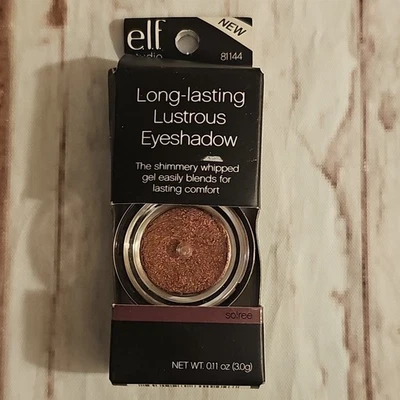 e.l.f.
NEW
studio
81144
Long-lasting
Lustrous
Eyeshadow
The shimmery whipped
gel easily blends for
lasting comfort
soiree
NET WT. 0.11 oz (3.0g)